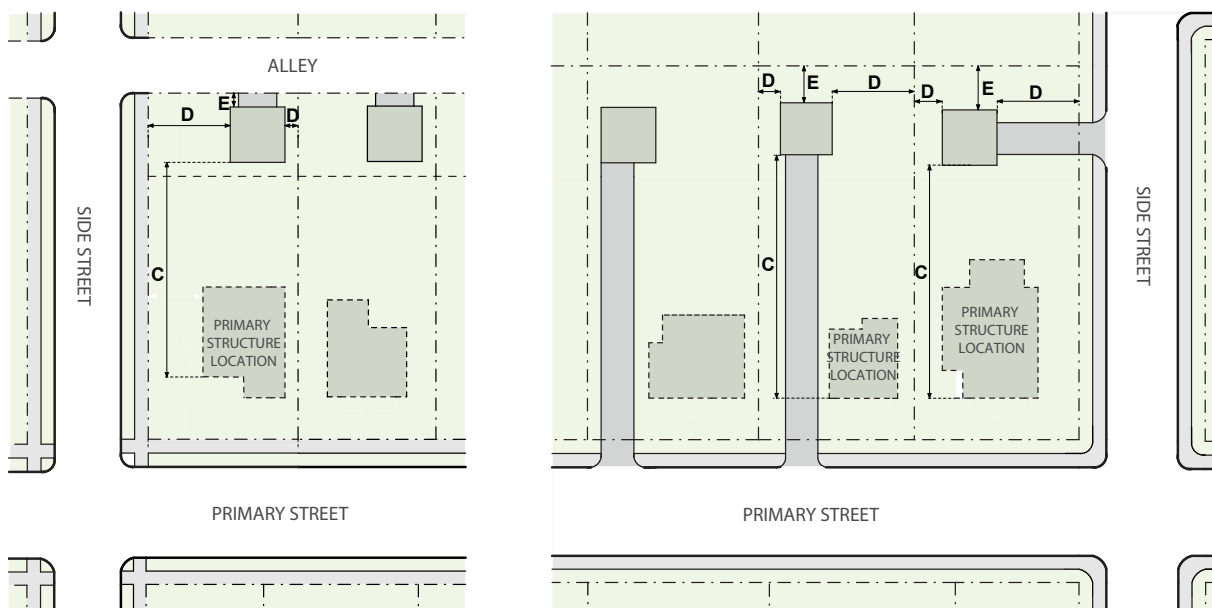 ALLEY
E
D
D
C
SIDE STREET
PRIMARY
STRUCTURE
LOCATION
PRIMARY STREET
D
E
D
D
E
D
C
C
PRIMARY
STRUCTURE
LOCATION
PRIMARY
STRUCTURE
LOCATION
SIDE STREET
PRIMARY STREET